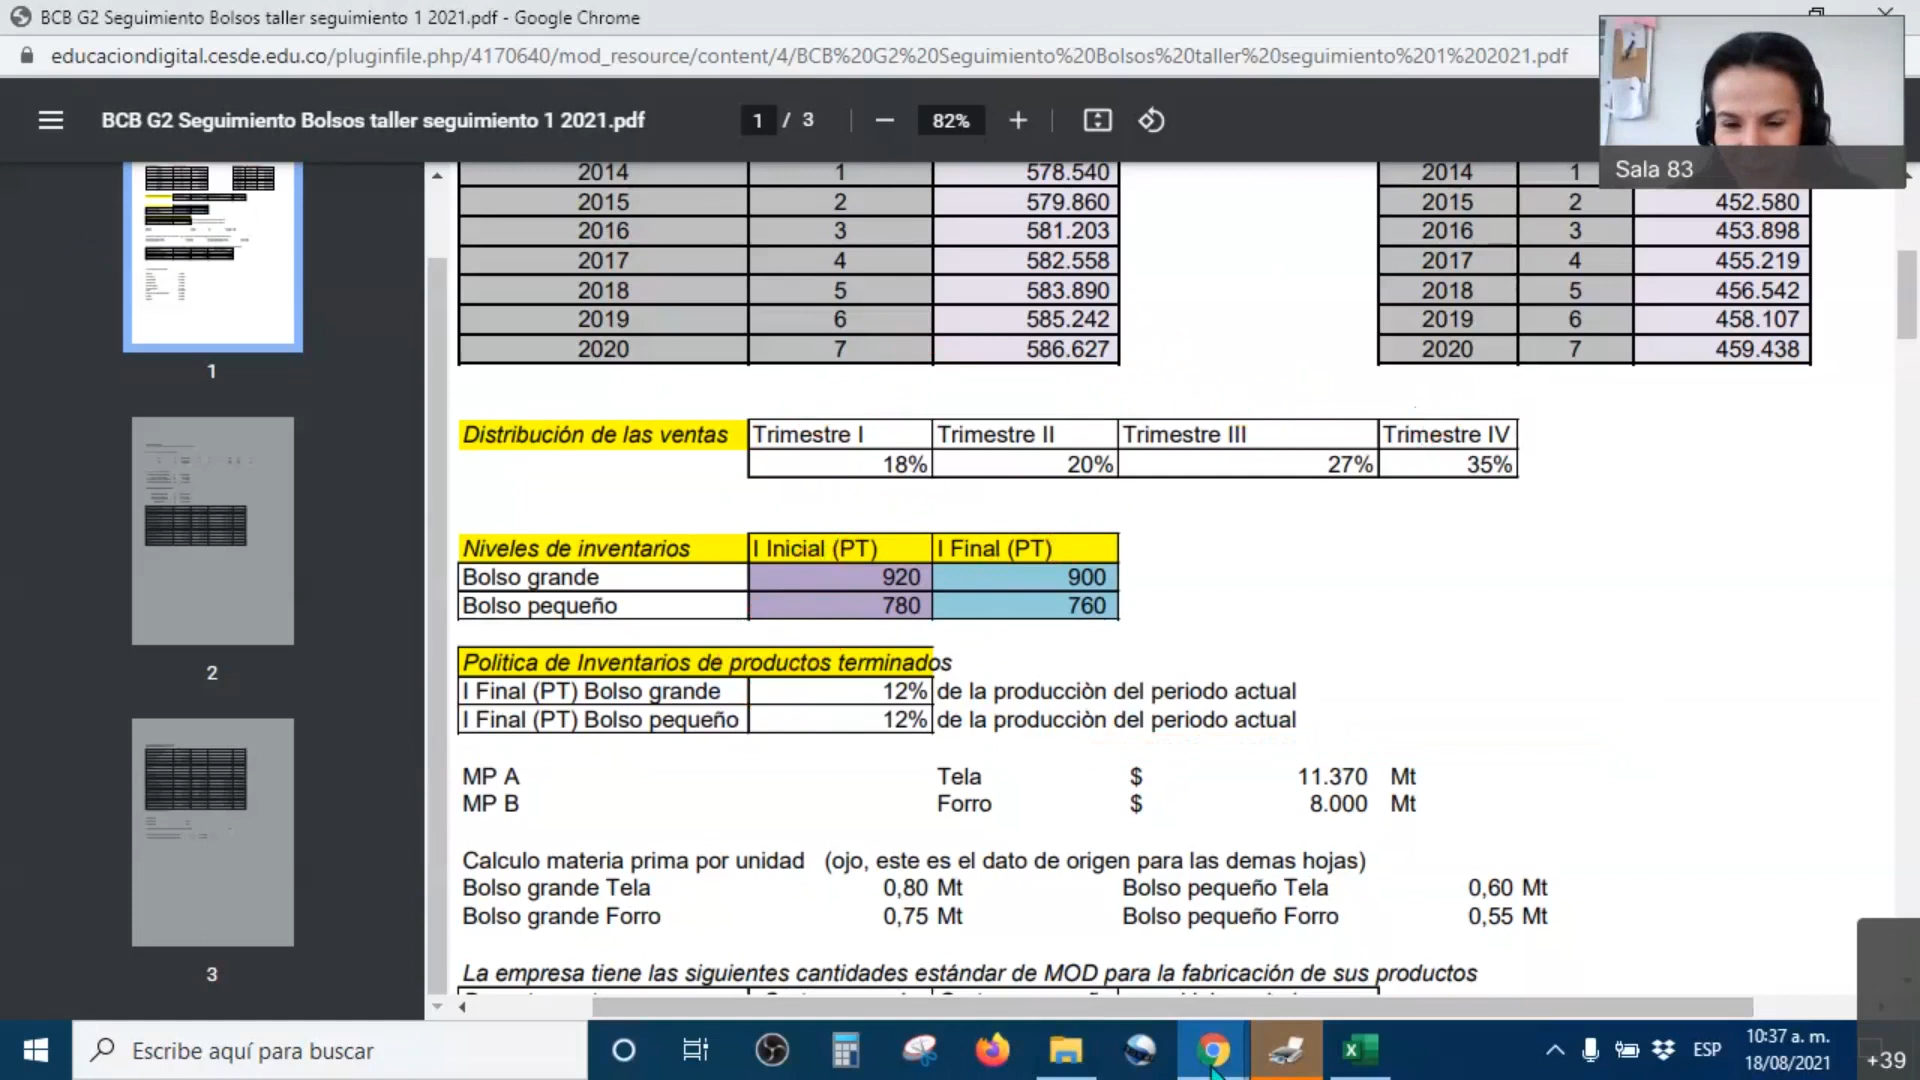 BCB G2 Seguimiento Bolsos taller seguimiento 1 2021.pdf - Google Chrome
educaciondigital.cesde.edu.co/pluginfile.php/4170640/mod_resource/content/4/BCB%20G2%20Seguimiento%20Bolsos%20taller%20seguimiento%201%202021.pdf
BCB G2 Seguimiento Bolsos taller seguimiento 1 2021.pdf 1 / 3 82%
Sala 83
2014 1 578.540 2014 1
2015 2 579.860 2015 2 452.580
2016 3 581.203 2016 3 453.898
2017 4 582.558 2017 4 455.219
2018 5 583.890 2018 5 456.542
2019 6 585.242 2019 6 458.107
2020 7 586.627 2020 7 459.438
Distribución de las ventas Trimestre I Trimestre II Trimestre III Trimestre IV
18% 20% 27% 35%
Niveles de inventarios I Inicial (PT) I Final (PT)
Bolso grande 920 900
Bolso pequeño 780 760
Politica de Inventarios de productos terminados
I Final (PT) Bolso grande 12% de la producciòn del periodo actual
I Final (PT) Bolso pequeño 12% de la producciòn del periodo actual
MP A Tela $ 11.370 Mt
MP B Forro $ 8.000 Mt
Calculo materia prima por unidad (ojo, este es el dato de origen para las demas hojas)
Bolso grande Tela 0,80 Mt Bolso pequeño Tela 0,60 Mt
Bolso grande Forro 0,75 Mt Bolso pequeño Forro 0,55 Mt
La empresa tiene las siguientes cantidades estándar de MOD para la fabricación de sus productos
1
2
3
Escribe aquí para buscar
ESP
10:37 a. m.
18/08/2021
+39